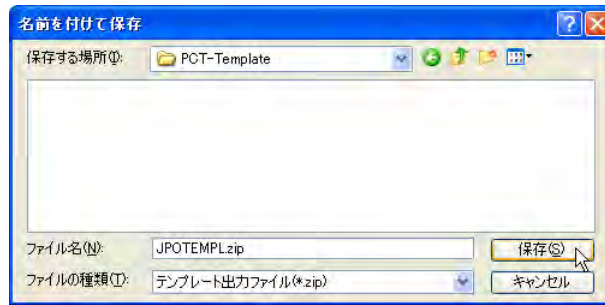 名前を付けて保存
保存する場所(I): PCT-Template
ファイル名(N): JPOTEMPL.zip 保存(S)
ファイルの種類(T): テンプレート出力ファイル(*.zip) キャンセル